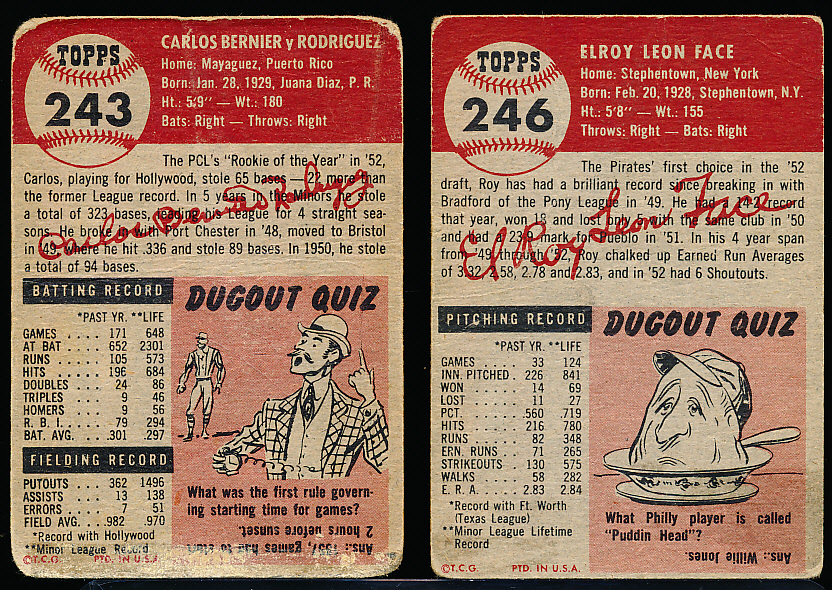 TOPPS
243
CARLOS BERNIER y RODRIGUEZ
Home: Mayaguez, Puerto Rico
Born: Jan. 28, 1929, Juana Diaz, P. R.
Ht.: 5'9" — Wt.: 180
Bats: Right — Throws: Right
The PCL's "Rookie of the Year" in '52,
Carlos, playing for Hollywood, stole 65 bases — 22 more than
the former League record. In 5 years in the Minors he stole
a total of 323 bases, leading League for 4 straight sea-
sons. He broke in with Port Chester in '48, moved to Bristol
in '49 where he hit .336 and stole 89 bases. In 1950, he stole
a total of 94 bases.
Carlos Bernier Rodriguez
BATTING RECORD
*PAST YR. **LIFE
GAMES . . . . 171 648
AT BAT . . . . 652 2301
RUNS . . . . 105 573
HITS . . . . 196 684
DOUBLES . . 24 86
TRIPLES . . . 9 46
HOMERS . . . 9 56
R. B. I. . . . . 79 294
BAT. AVG. . . .301 .297
FIELDING RECORD
PUTOUTS . . . 362 1496
ASSISTS . . . 13 138
ERRORS . . . 7 51
FIELD AVG. . . .982 .970
*Record with Hollywood
**Minor League Record
DUGOUT QUIZ
What was the first rule govern-
ing starting time for games?
Ans.: 1957, games had to start
2 hours before sunset.
©T.C.G. PTD. IN U.S.A.
TOPPS
246
ELROY LEON FACE
Home: Stephentown, New York
Born: Feb. 20, 1928, Stephentown, N.Y.
Ht.: 5'8" — Wt.: 155
Throws: Right — Bats: Right
The Pirates' first choice in the '52
draft, Roy has had a brilliant record since breaking in with
Bradford of the Pony League in '49. He had a 14-2 record
that year, won 18 and lost only 5 with the same club in '50
and had a 23- mark for Pueblo in '51. In his 4 year span
from '49 through '52, Roy chalked up Earned Run Averages
of 3.32, 2.58, 2.78 and 2.83, and in '52 had 6 Shoutouts.
El Roy Leon Face
PITCHING RECORD
*PAST YR. **LIFE
GAMES . . . . 33 124
INN. PITCHED . 226 841
WON . . . . 14 69
LOST . . . . 11 27
PCT. . . . . .560 .719
HITS . . . . 216 780
RUNS . . . . 82 348
ERN. RUNS . . 71 265
STRIKEOUTS . 130 575
WALKS . . . . 58 282
E. R. A. . . . . 2.83 2.84
*Record with Ft. Worth
(Texas League)
**Minor League Lifetime
Record
DUGOUT QUIZ
What Philly player is called
"Puddin Head"?
Ans.: Willie Jones.
©T.C.G. PTD. IN U.S.A.